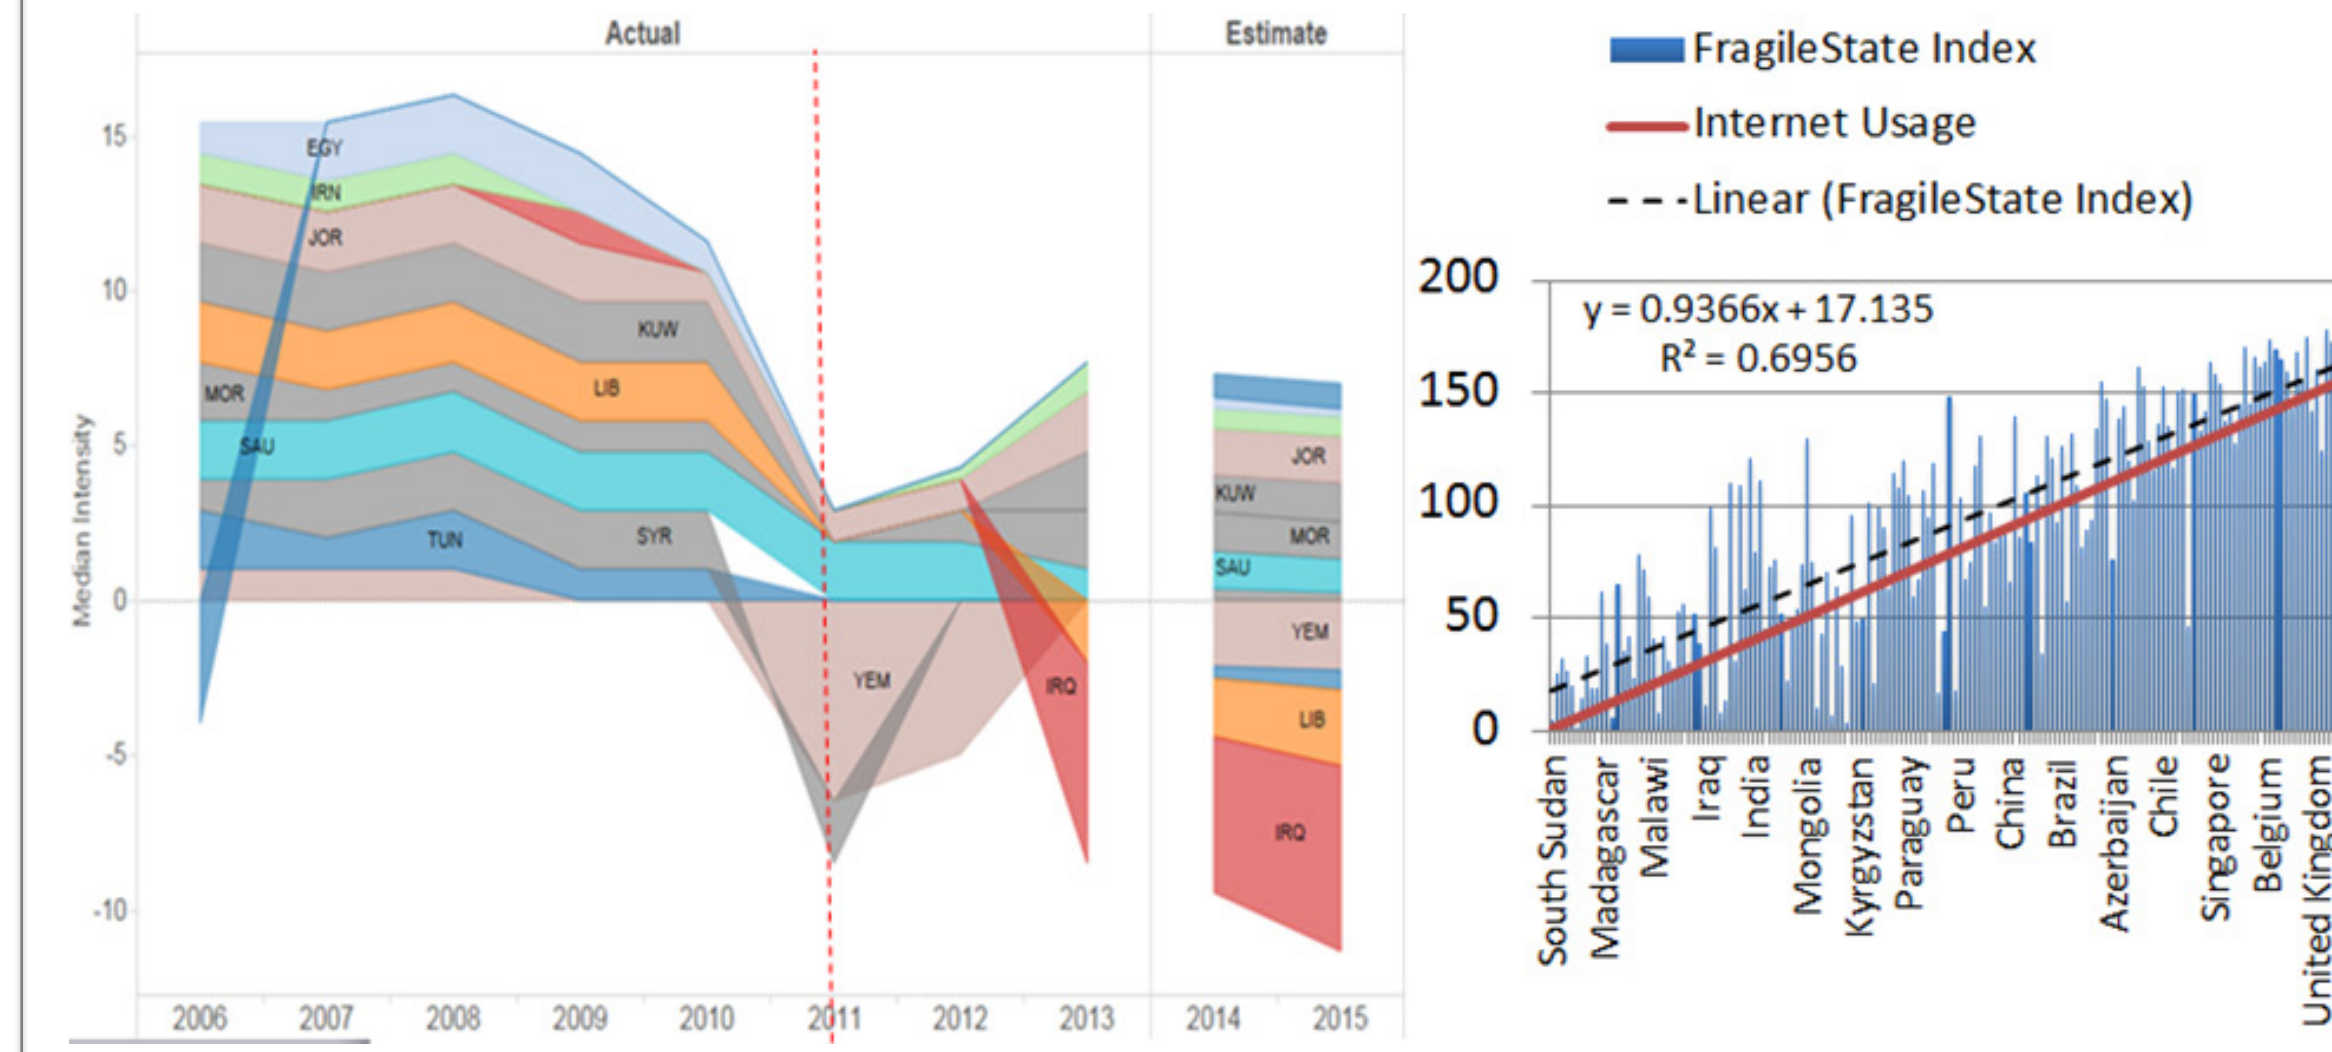 Actual
Estimate
Median Intensity
15
10
5
0
-5
-10
EGY
IRN
JOR
KUW
LIB
MOR
SAU
SYR
TUN
YEM
IRQ
JOR
KUW
MOR
SAU
YEM
LIB
IRQ
2006 2007 2008 2009 2010 2011 2012 2013 2014 2015
FragileState Index
Internet Usage
Linear (FragileState Index)
y = 0.9366x + 17.135
R² = 0.6956
200
150
100
50
0
South Sudan
Madagascar
Malawi
Iraq
India
Mongolia
Kyrgyzstan
Paraguay
Peru
China
Brazil
Azerbaijan
Chile
Singapore
Belgium
United Kingdom